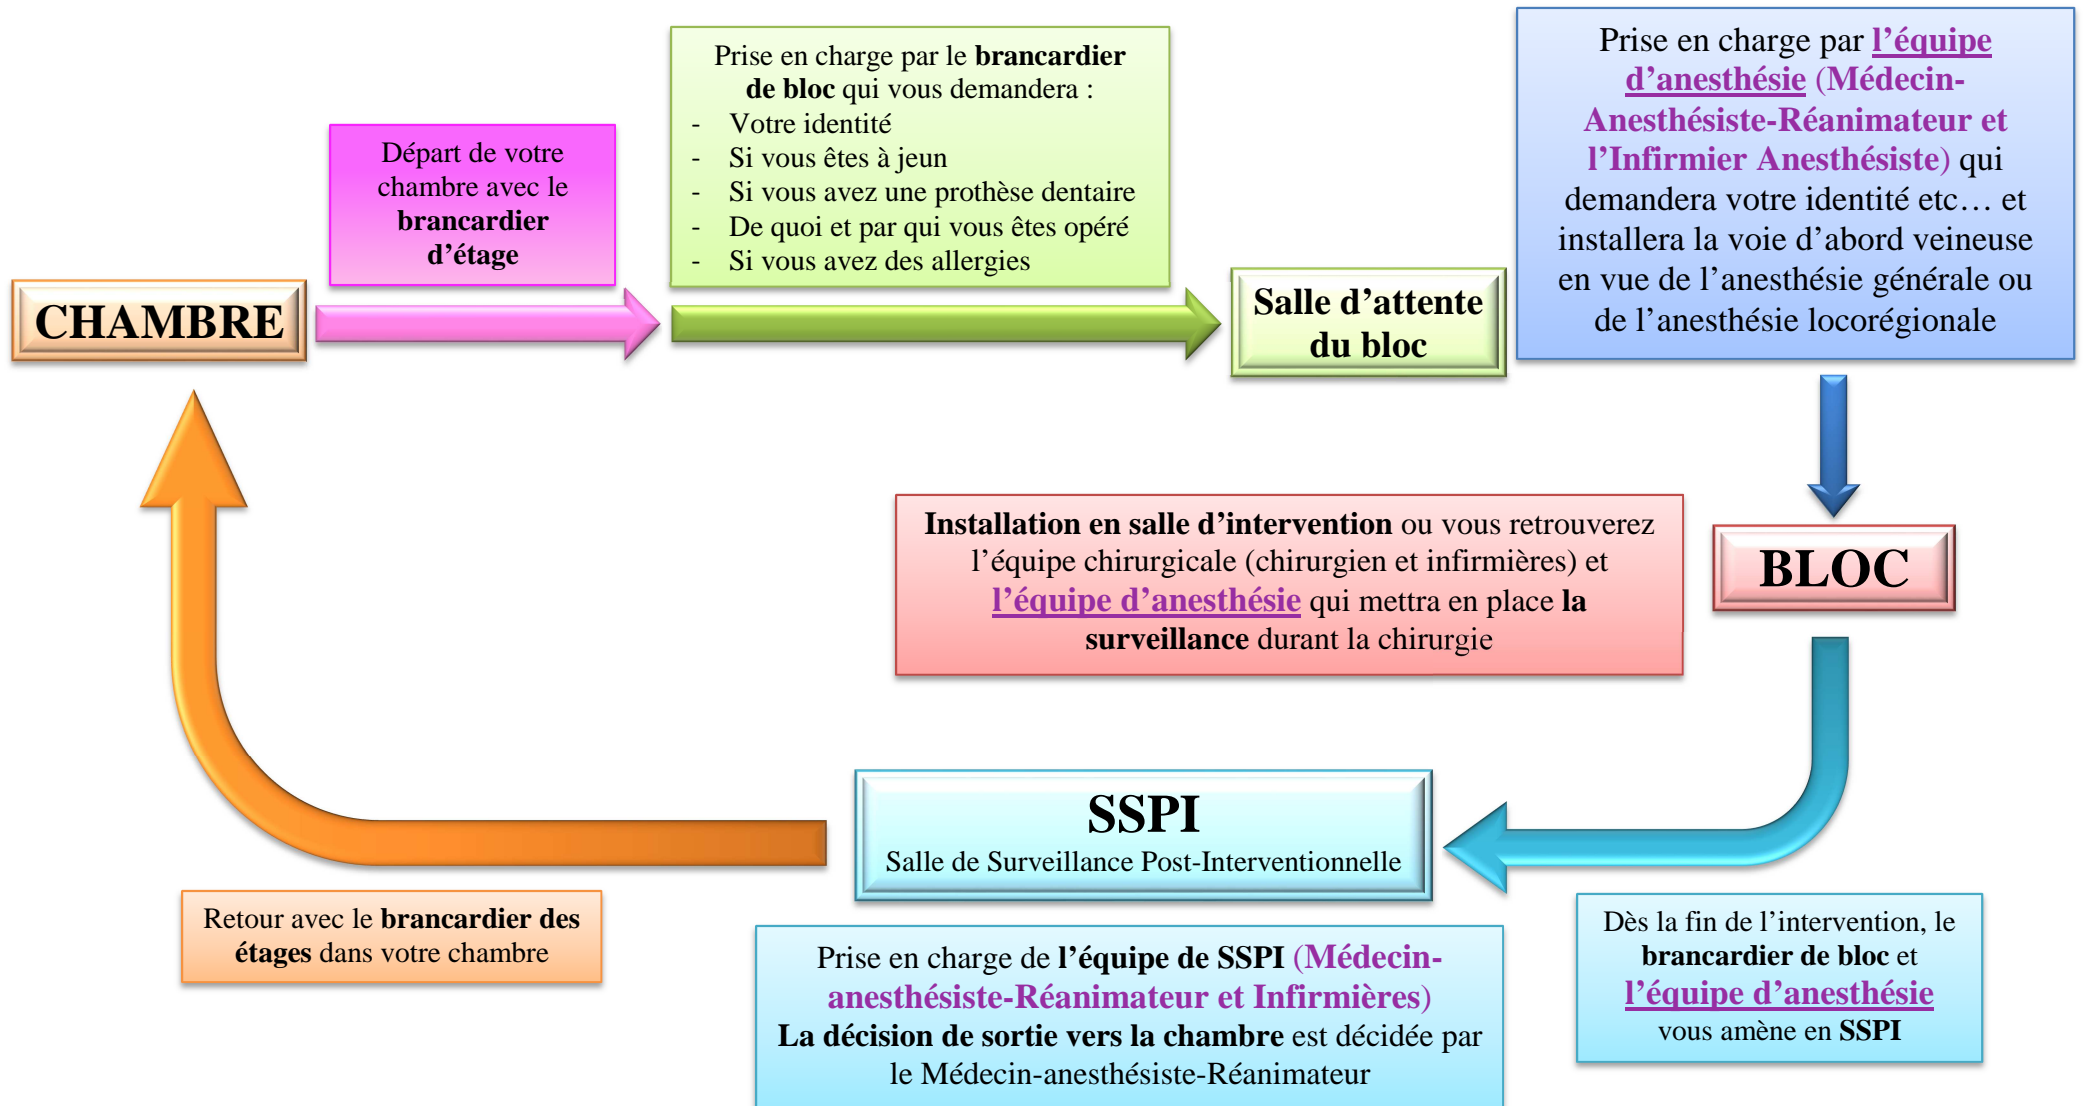 CHAMBRE
Départ de votre
chambre avec le
brancardier
d’étage
Prise en charge par le brancardier
de bloc qui vous demandera :
- Votre identité
- Si vous êtes à jeun
- Si vous avez une prothèse dentaire
- De quoi et par qui vous êtes opéré
- Si vous avez des allergies
Salle d’attente
du bloc
Prise en charge par l’équipe
d’anesthésie (Médecin-
Anesthésiste-Réanimateur et
l’Infirmier Anesthésiste) qui
demandera votre identité etc… et
installera la voie d’abord veineuse
en vue de l’anesthésie générale ou
de l’anesthésie locorégionale
BLOC
Installation en salle d’intervention ou vous retrouverez
l’équipe chirurgicale (chirurgien et infirmières) et
l’équipe d’anesthésie qui mettra en place la
surveillance durant la chirurgie
Dès la fin de l’intervention, le
brancardier de bloc et
l’équipe d’anesthésie
vous amène en SSPI
SSPI
Salle de Surveillance Post-Interventionnelle
Prise en charge de l’équipe de SSPI (Médecin-
anesthésiste-Réanimateur et Infirmières)
La décision de sortie vers la chambre est décidée par
le Médecin-anesthésiste-Réanimateur
Retour avec le brancardier des
étages dans votre chambre